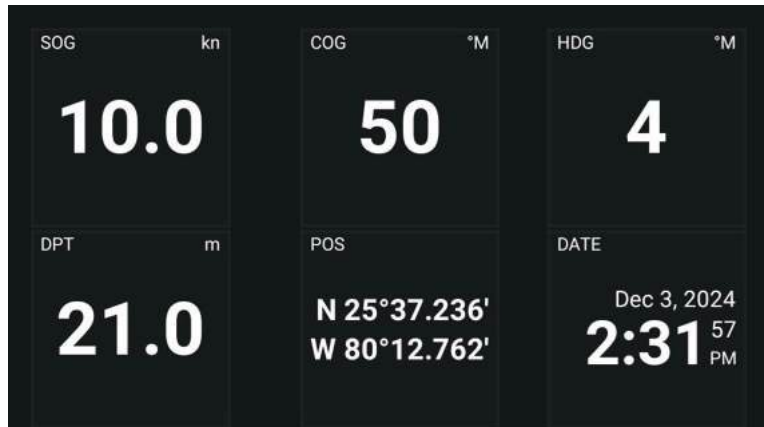 SOG kn
10.0
COG °M
50
HDG °M
4
DPT m
21.0
POS
N 25°37.236'
W 80°12.762'
DATE
Dec 3, 2024
2:31 57 PM